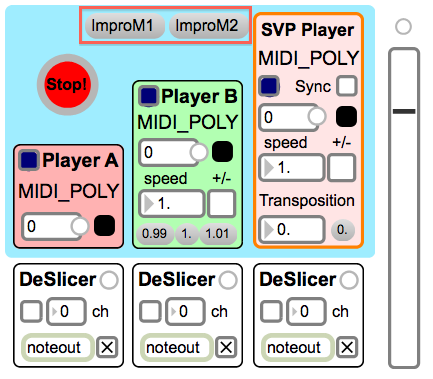 ImproM1 ImproM2
Stop!
SVP Player
MIDI_POLY
Sync
0
speed +/-
1.
Transposition
0. 0.
Player B
MIDI_POLY
0
speed +/-
1.
0.99 1. 1.01
Player A
MIDI_POLY
0
DeSlicer
0 ch
noteout
DeSlicer
0 ch
noteout
DeSlicer
0 ch
noteout